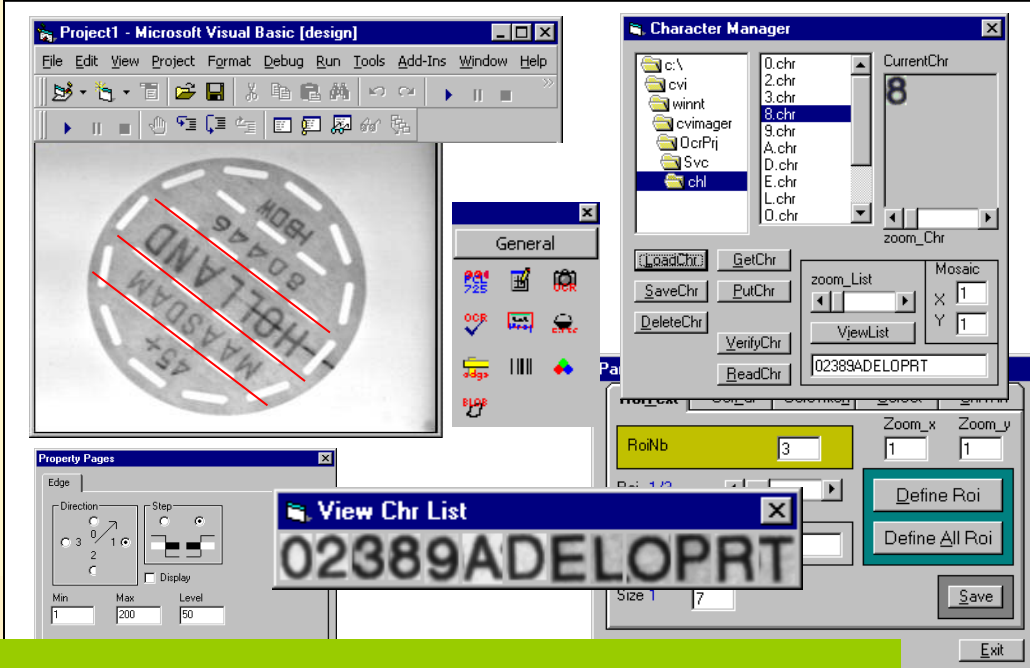 Project1 - Microsoft Visual Basic [design]
File Edit View Project Format Debug Run Tools Add-Ins Window Help
HBOW
80446
HOLLAND
MAASDAM
45+
General
OCR
OCR
edge
BLOB
Character Manager
c:\
cvi
winnt
cvimager
OcrPrj
Svc
chl
0.chr
2.chr
3.chr
8.chr
9.chr
A.chr
D.chr
E.chr
L.chr
O.chr
CurrentChr
8
zoom_Chr
LoadChr
GetChr
SaveChr
PutChr
DeleteChr
VerifyChr
ReadChr
zoom_List
ViewList
Mosaic
X 1
Y 1
02389ADELOPRT
Zoom_x
Zoom_y
1
1
RoiNb
3
Define Roi
Define All Roi
Size 1
7
Save
Exit
Property Pages
Edge
Direction
0
3
1
2
Step
Display
Min
Max
Level
1
200
50
View Chr List
02389ADELOPRT